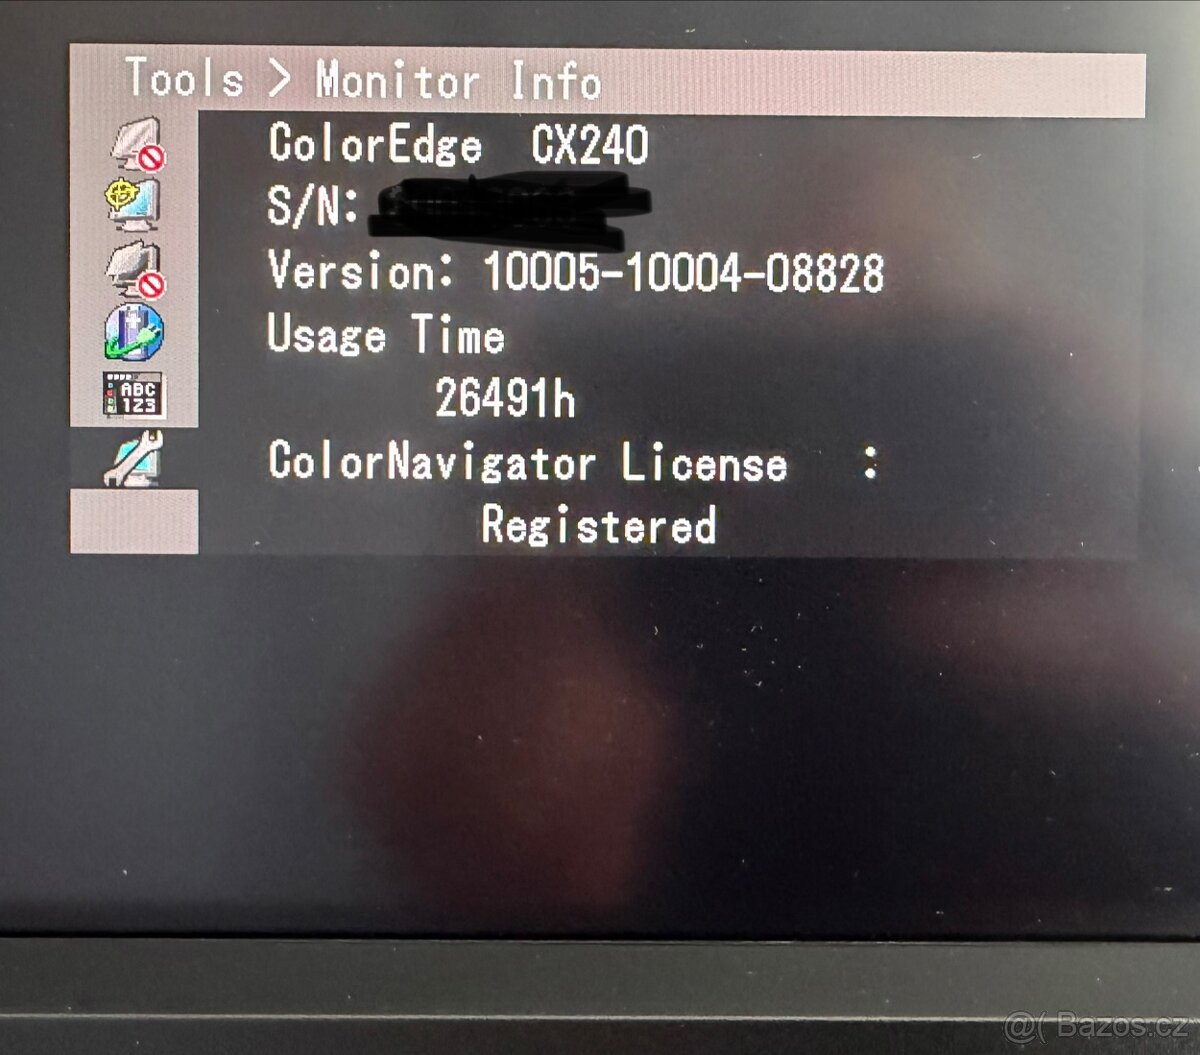 Tools > Monitor Info
ColorEdge CX240
S/N:
Version: 10005-10004-08828
Usage Time
26491h
ABC
123
ColorNavigator License :
Registered
@( Bazos.cz